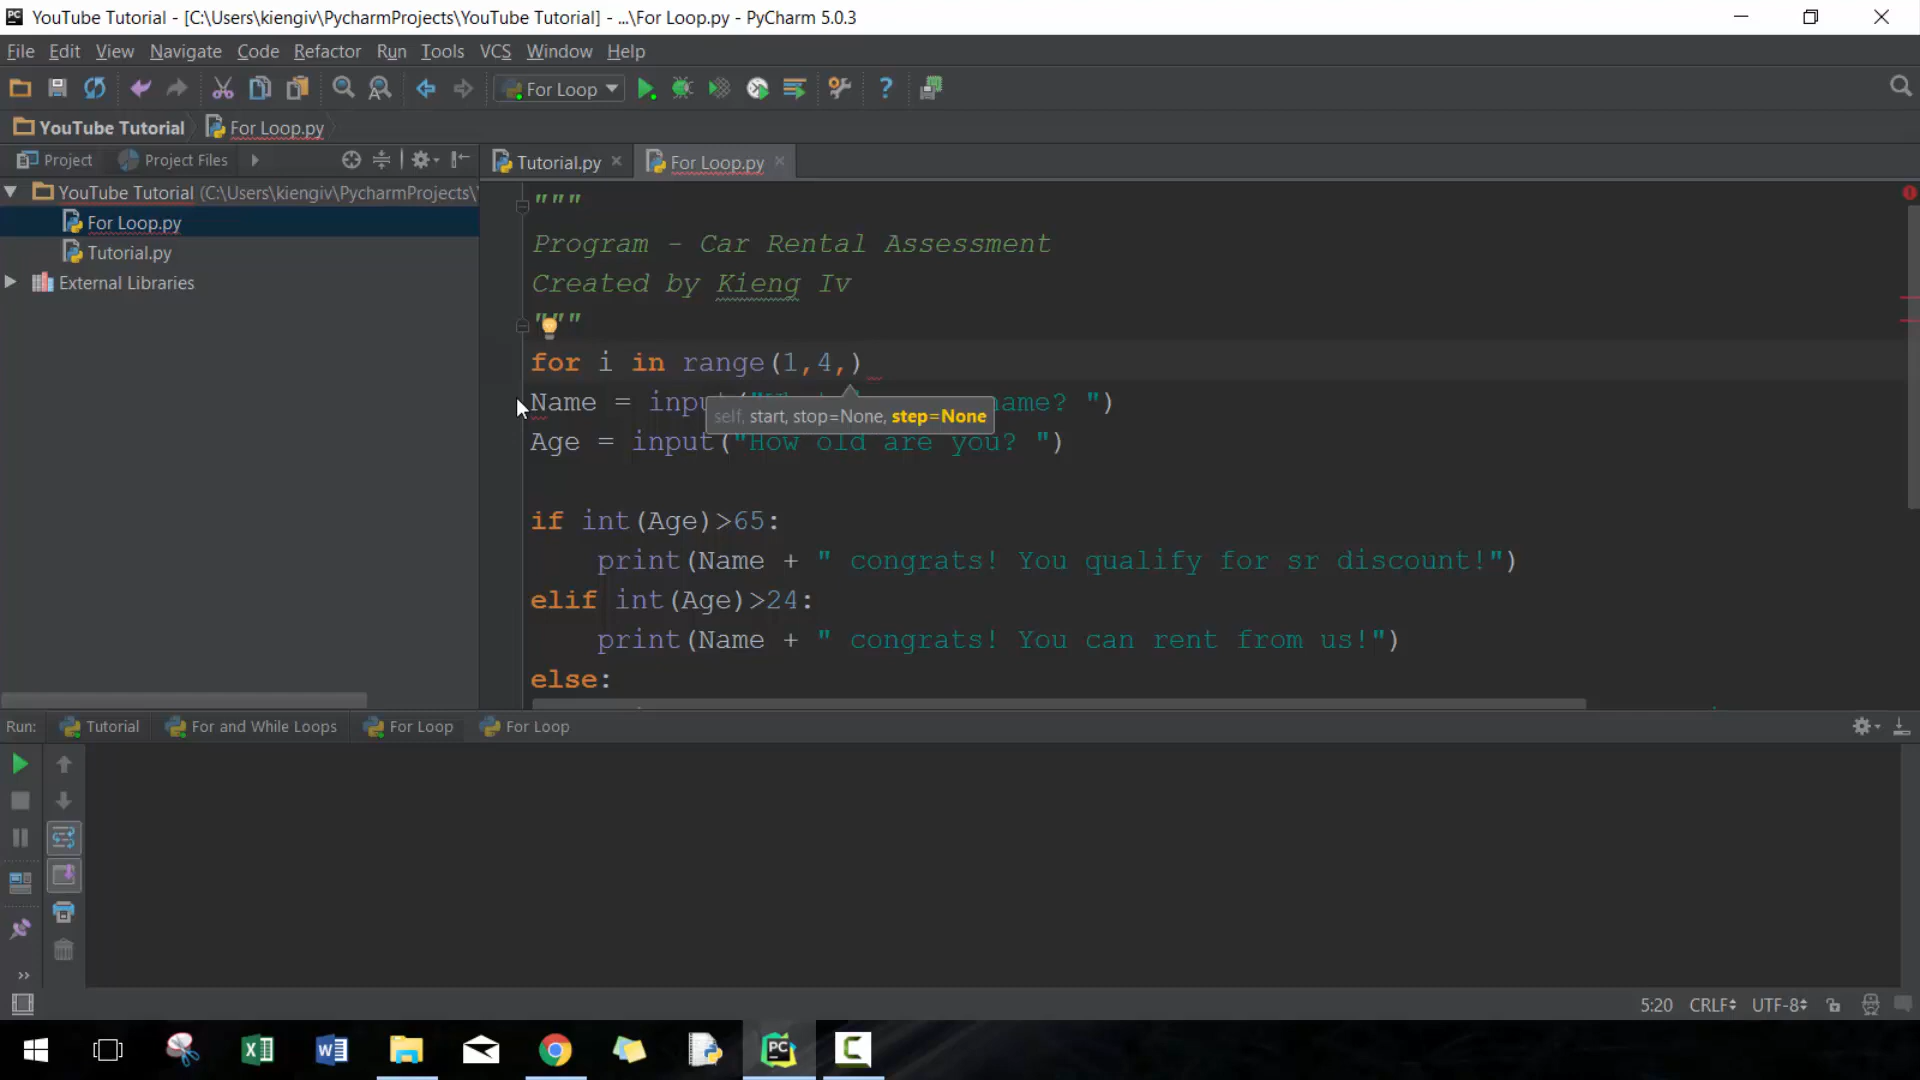 YouTube Tutorial - [C:\Users\kiengiv\PycharmProjects\YouTube Tutorial] - ...\For Loop.py - PyCharm 5.0.3
File Edit View Navigate Code Refactor Run Tools VCS Window Help
For Loop
YouTube Tutorial For Loop.py
Project Project Files
Tutorial.py For Loop.py
YouTube Tutorial (C:\Users\kiengiv\PycharmProjects\
For Loop.py
Tutorial.py
External Libraries
"""
Program - Car Rental Assessment
Created by Kieng Iv
"""
for i in range(1,4,)
Name = input name? ")
self, start, stop=None, step=None
Age = input("How old are you? ")
if int(Age)>65:
print(Name + " congrats! You qualify for sr discount!")
elif int(Age)>24:
print(Name + " congrats! You can rent from us!")
else:
Run: Tutorial For and While Loops For Loop For Loop
5:20 CRLF UTF-8